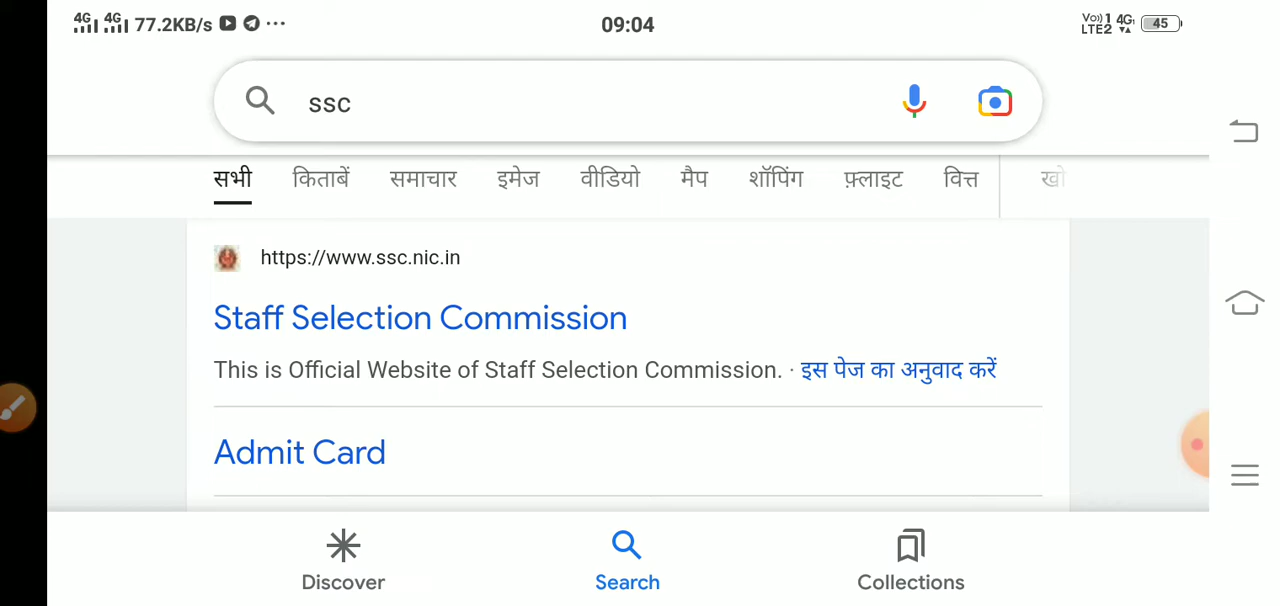 4G 4G 77.2KB/s ... 09:04 Vo) 1 4G 45
LTE2
ssc
सभी किताबें समाचार इमेज वीडियो मैप शॉपिंग फ़्लाइट वित्त खो
https://www.ssc.nic.in
Staff Selection Commission
This is Official Website of Staff Selection Commission. · इस पेज का अनुवाद करें
Admit Card
Discover Search Collections